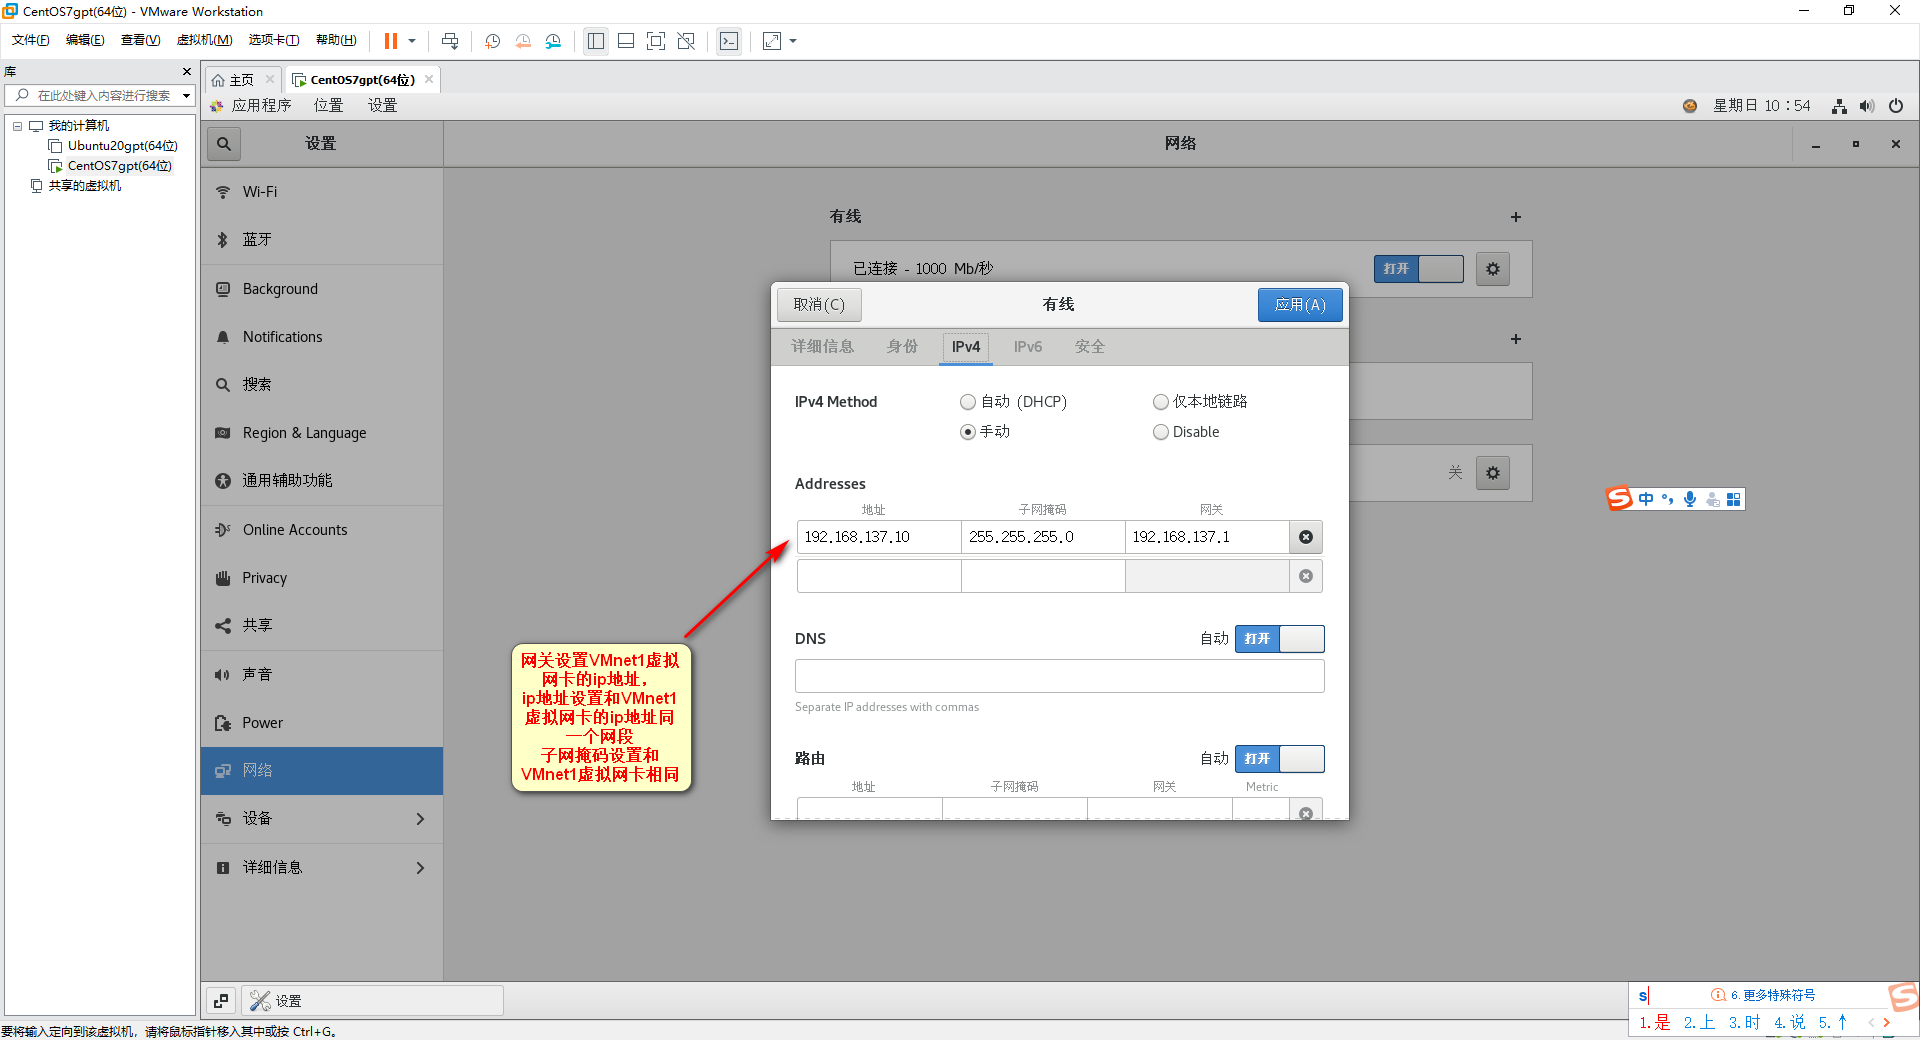 CentOS7gpt(64位) - VMware Workstation
文件(F) 编辑(E) 查看(V) 虚拟机(M) 选项卡(T) 帮助(H)
库
在此处键入内容进行搜索
我的计算机
Ubuntu20gpt(64位)
CentOS7gpt(64位)
共享的虚拟机
主页
CentOS7gpt(64位)
应用程序 位置 设置
星期日 10：54
设置
网络
Wi-Fi
蓝牙
Background
Notifications
搜索
Region & Language
通用辅助功能
Online Accounts
Privacy
共享
声音
Power
网络
设备
详细信息
有线
已连接 - 1000 Mb/秒
打开
关
取消(C)
有线
应用(A)
详细信息 身份 IPv4 IPv6 安全
IPv4 Method
自动 (DHCP)
仅本地链路
手动
Disable
Addresses
地址 子网掩码 网关
192.168.137.10 255.255.255.0 192.168.137.1
DNS
自动 打开
Separate IP addresses with commas
路由
自动 打开
地址 子网掩码 网关 Metric
网关设置VMnet1虚拟
网卡的ip地址，
ip地址设置和VMnet1
虚拟网卡的ip地址同
一个网段
子网掩码设置和
VMnet1虚拟网卡相同
S 中 °,
设置
s
6.更多特殊符号
S
1.是 2.上 3.时 4.说 5.↑
要将输入定向到该虚拟机，请将鼠标指针移入其中或按 Ctrl+G。